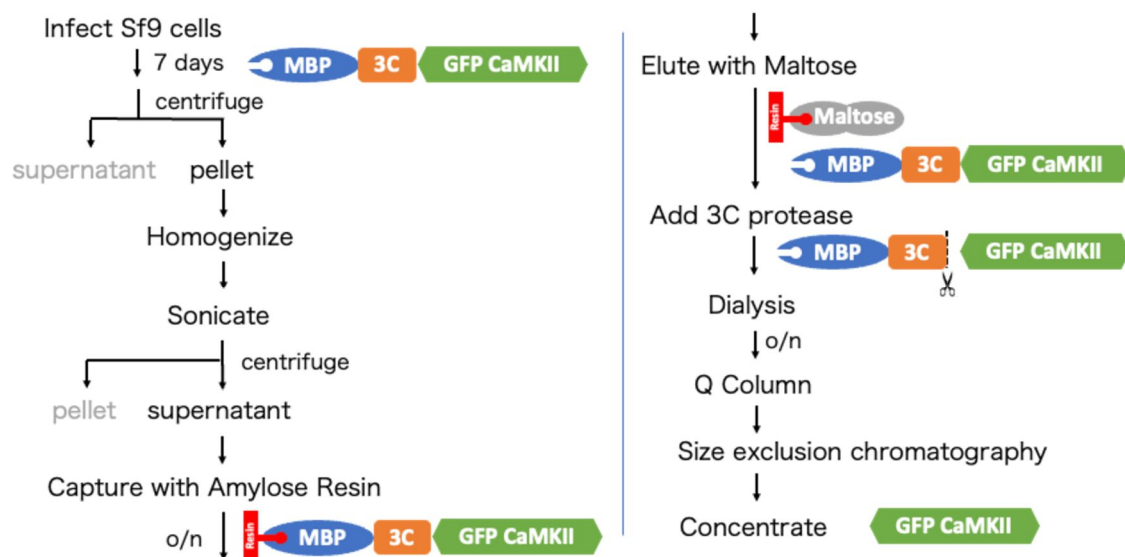 Infect Sf9 cells
7 days
MBP 3C GFP CaMKII
centrifuge
supernatant pellet
Homogenize
Sonicate
centrifuge
pellet supernatant
Capture with Amylose Resin
o/n
Resin
MBP 3C GFP CaMKII
Elute with Maltose
Resin
Maltose
MBP 3C GFP CaMKII
Add 3C protease
MBP 3C GFP CaMKII
Dialysis
o/n
Q Column
Size exclusion chromatography
Concentrate GFP CaMKII